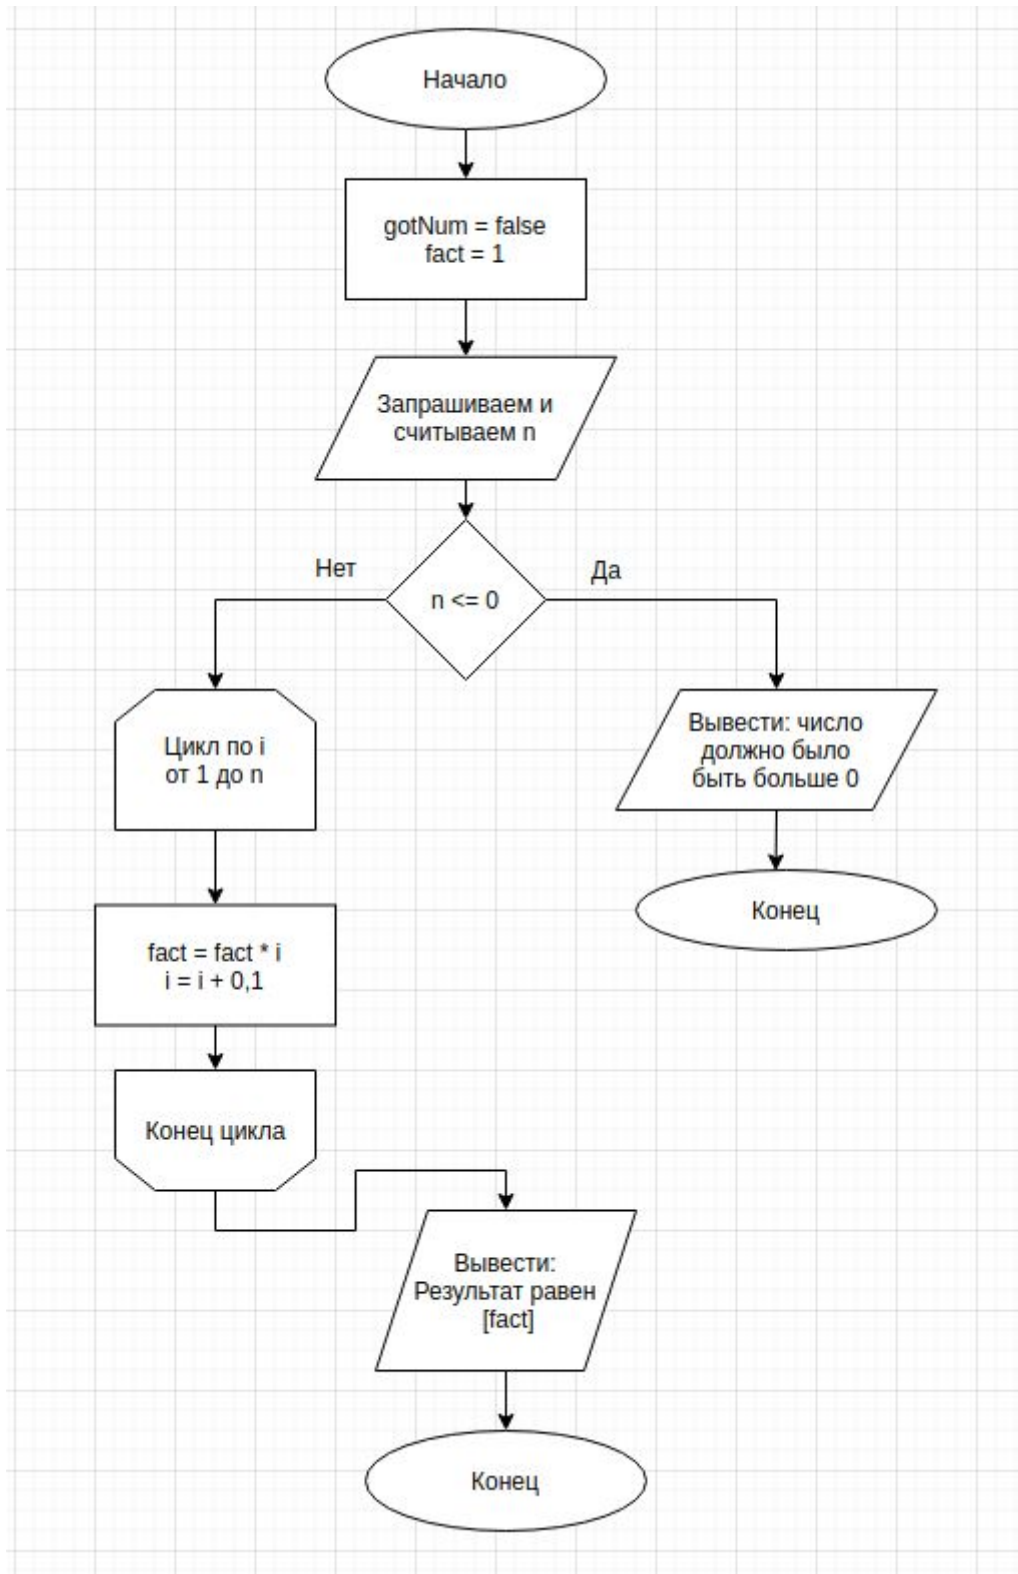 Начало
gotNum = false
fact = 1
Запрашиваем и
считываем n
n <= 0
Нет
Да
Цикл по i
от 1 до n
Вывести: число
должно было
быть больше 0
Конец
fact = fact * i
i = i + 0,1
Конец цикла
Вывести:
Результат равен
[fact]
Конец